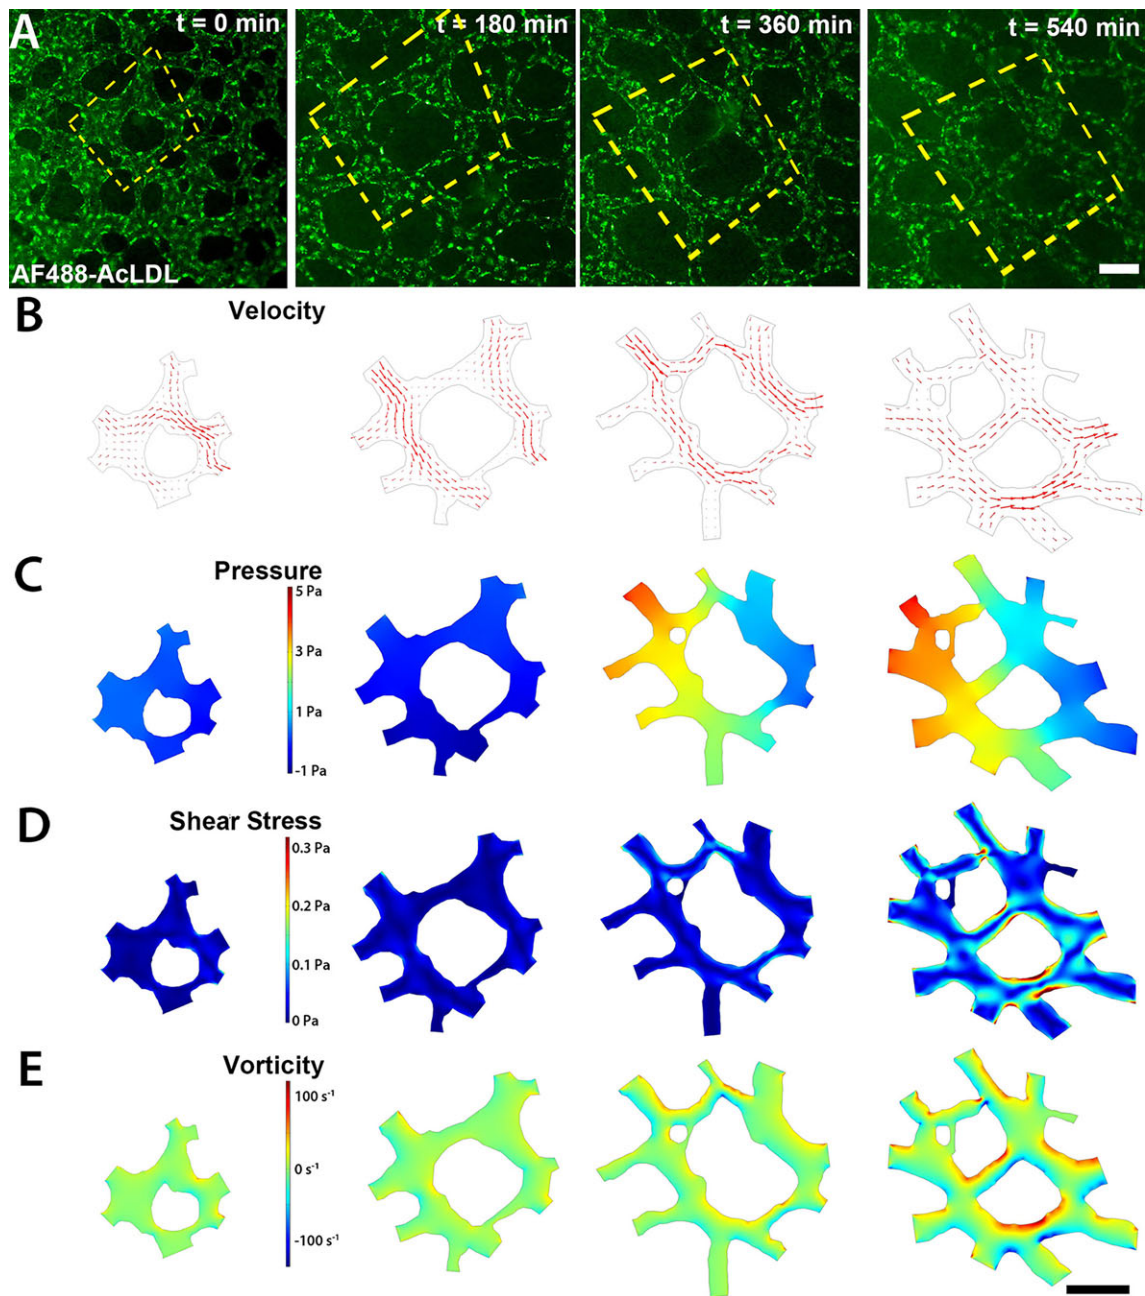 A
t = 0 min
t = 180 min
t = 360 min
t = 540 min
AF488-AcLDL
B
Velocity
C
Pressure
5 Pa
3 Pa
1 Pa
-1 Pa
D
Shear Stress
0.3 Pa
0.2 Pa
0.1 Pa
0 Pa
E
Vorticity
100 s⁻¹
0 s⁻¹
-100 s⁻¹